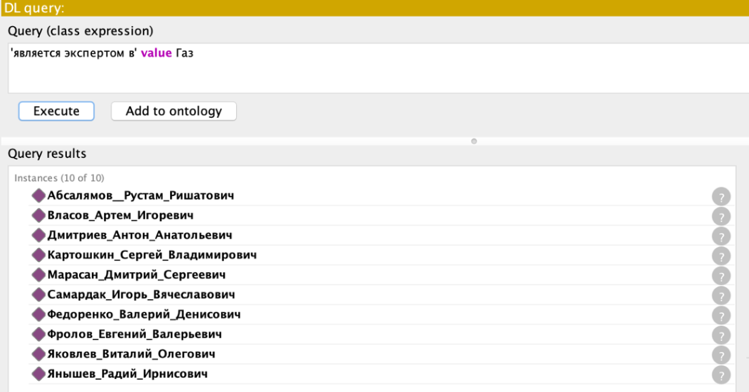 DL query:
Query (class expression)
'является экспертом в' value Газ
Execute
Add to ontology
Query results
Instances (10 of 10)
Абсалямов__Рустам_Ришатович
?
Власов_Артем_Игоревич
?
Дмитриев_Антон_Анатольевич
?
Картошкин_Сергей_Владимирович
?
Марасан_Дмитрий_Сергеевич
?
Самардак_Игорь_Вячеславович
?
Федоренко_Валерий_Денисович
?
Фролов_Евгений_Валерьевич
?
Яковлев_Виталий_Олегович
?
Янышев_Радий_Ирнисович
?